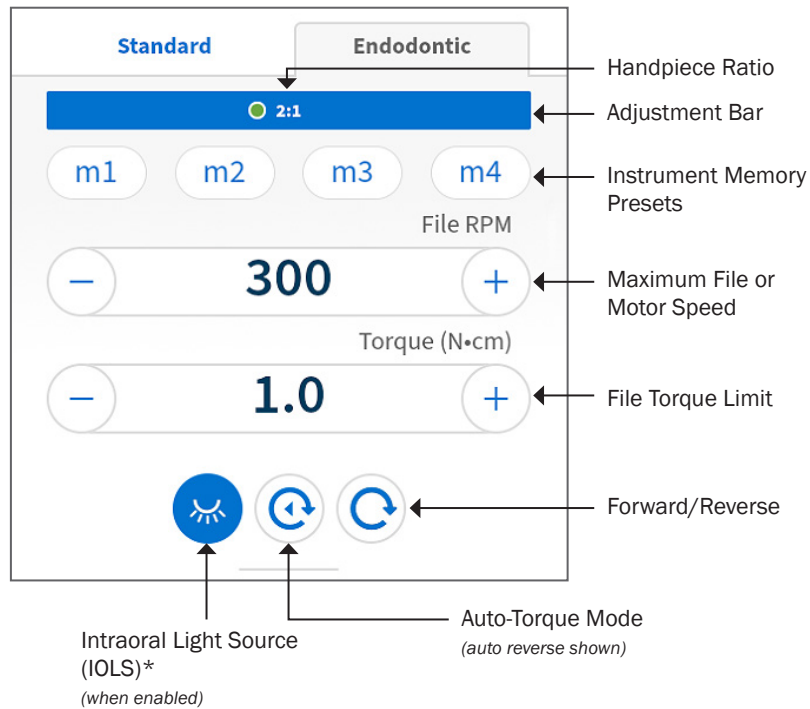 Standard
Endodontic
Handpiece Ratio
2:1
Adjustment Bar
m1 m2 m3 m4
Instrument Memory
Presets
File RPM
− 300 +
Maximum File or
Motor Speed
Torque (N•cm)
− 1.0 +
File Torque Limit
Forward/Reverse
Auto-Torque Mode
(auto reverse shown)
Intraoral Light Source
(IOLS)*
(when enabled)